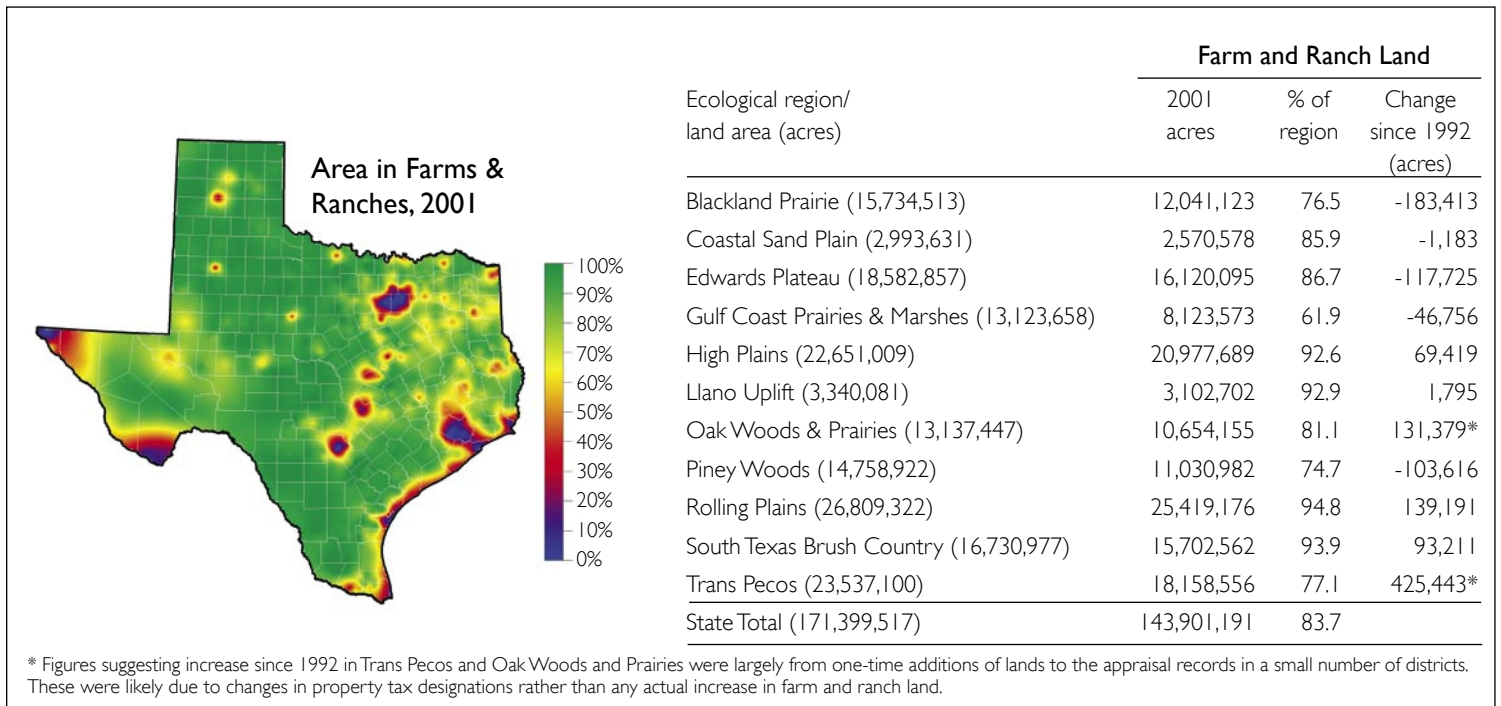 Area in Farms &
Ranches, 2001
100%
90%
80%
70%
60%
50%
40%
30%
20%
10%
0%
Farm and Ranch Land
Ecological region/ 2001 % of Change
land area (acres) acres region since 1992
(acres)
Blackland Prairie (15,734,513) 12,041,123 76.5 -183,413
Coastal Sand Plain (2,993,631) 2,570,578 85.9 -1,183
Edwards Plateau (18,582,857) 16,120,095 86.7 -117,725
Gulf Coast Prairies & Marshes (13,123,658) 8,123,573 61.9 -46,756
High Plains (22,651,009) 20,977,689 92.6 69,419
Llano Uplift (3,340,081) 3,102,702 92.9 1,795
Oak Woods & Prairies (13,137,447) 10,654,155 81.1 131,379*
Piney Woods (14,758,922) 11,030,982 74.7 -103,616
Rolling Plains (26,809,322) 25,419,176 94.8 139,191
South Texas Brush Country (16,730,977) 15,702,562 93.9 93,211
Trans Pecos (23,537,100) 18,158,556 77.1 425,443*
State Total (171,399,517) 143,901,191 83.7
* Figures suggesting increase since 1992 in Trans Pecos and Oak Woods and Prairies were largely from one-time additions of lands to the appraisal records in a small number of districts.
These were likely due to changes in property tax designations rather than any actual increase in farm and ranch land.